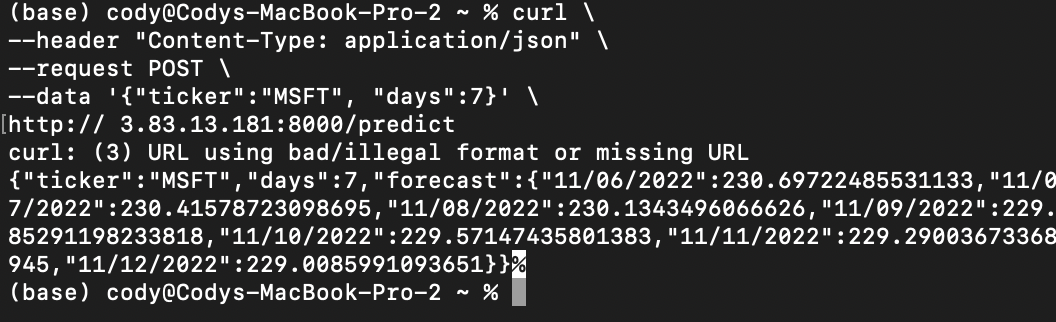 (base) cody@Codys-MacBook-Pro-2 ~ % curl \
--header "Content-Type: application/json" \
--request POST \
--data '{"ticker":"MSFT", "days":7}' \
[http:// 3.83.13.181:8000/predict
curl: (3) URL using bad/illegal format or missing URL
{"ticker":"MSFT","days":7,"forecast":{"11/06/2022":230.69722485531133,"11/0
7/2022":230.41578723098695,"11/08/2022":230.1343496066626,"11/09/2022":229.
85291198233818,"11/10/2022":229.57147435801383,"11/11/2022":229.29003673368
945,"11/12/2022":229.0085991093651}}%
(base) cody@Codys-MacBook-Pro-2 ~ %